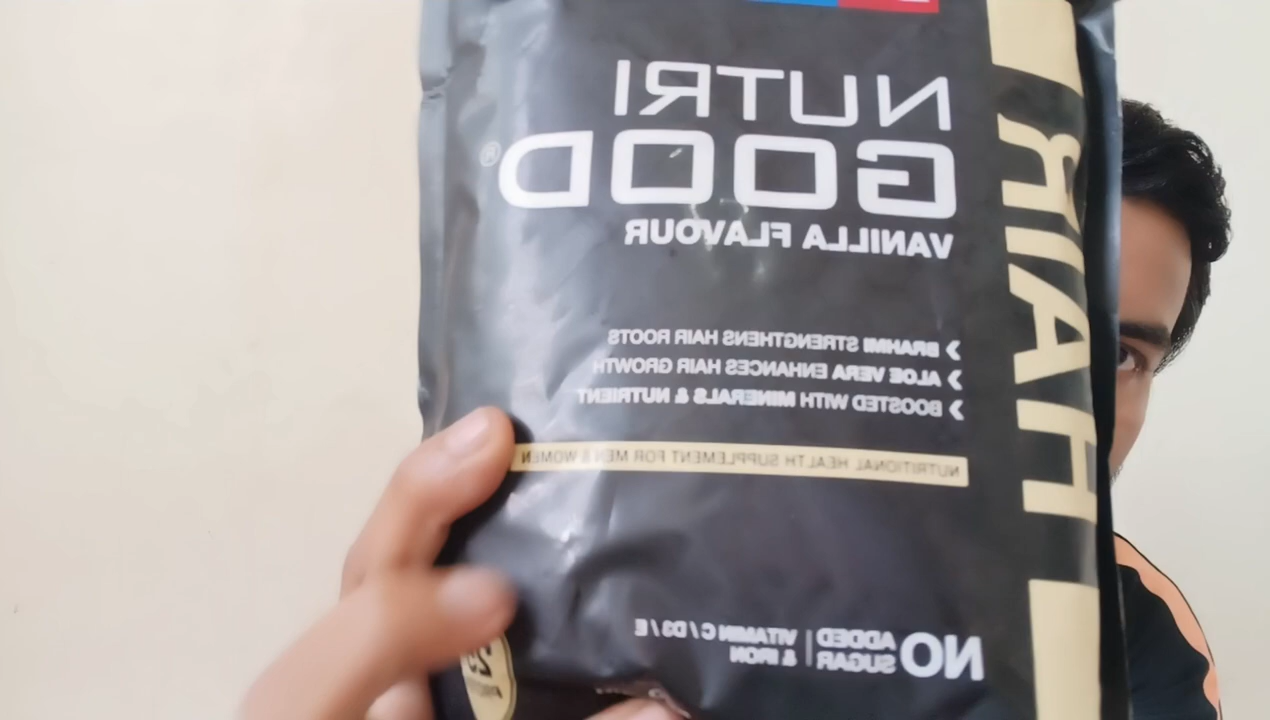 NUTRI
GOOD®
VANILLA FLAVOUR
HAIR
› BRAHMI STRENGTHENS HAIR ROOTS
› ALOE VERA ENHANCES HAIR GROWTH
› BOOSTED WITH MINERALS & NUTRIENT
NUTRITIONAL HEALTH SUPPLEMENT FOR MEN & WOMEN
NO ADDED SUGAR | VITAMIN C / D3 / E & IRON